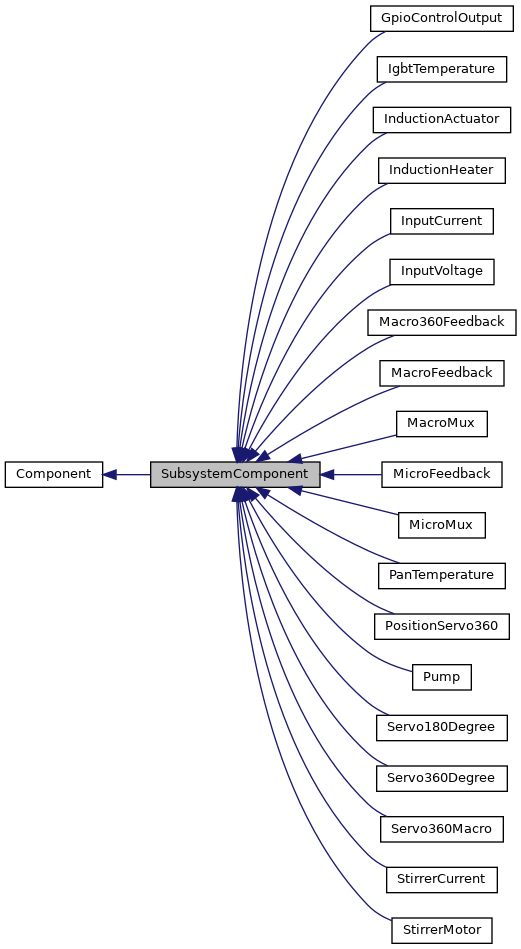 GpioControlOutput
IgbtTemperature
InductionActuator
InductionHeater
InputCurrent
InputVoltage
Macro360Feedback
MacroFeedback
MacroMux
Component
SubsystemComponent
MicroFeedback
MicroMux
PanTemperature
PositionServo360
Pump
Servo180Degree
Servo360Degree
Servo360Macro
StirrerCurrent
StirrerMotor